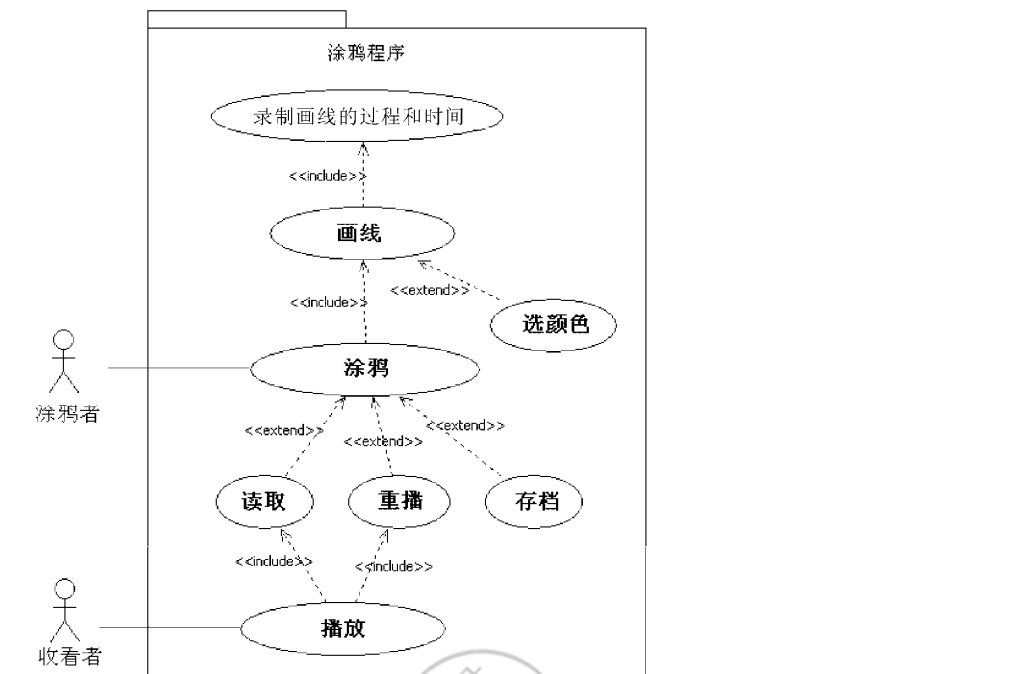 涂鸦程序
录制画线的过程和时间
<<include>>
画线
<<extend>>
<<include>>
选颜色
涂鸦
涂鸦者
<<extend>>
<<extend>>
<<extend>>
读取
重播
存档
<<include>>
<<include>>
播放
收看者